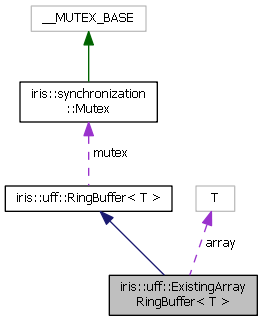 __MUTEX_BASE
iris::synchronization
::Mutex
mutex
iris::uff::RingBuffer< T >
T
array
iris::uff::ExistingArray
RingBuffer< T >